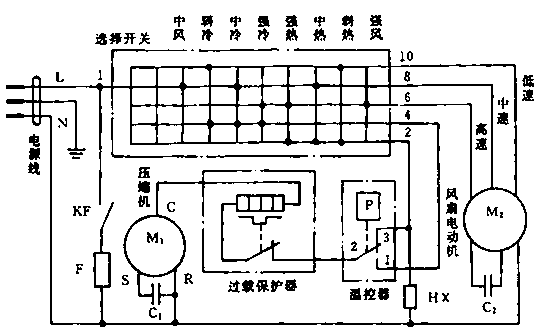 中风 弱冷 中冷 强冷 强热 中热 弱热 强风
选择开关
10
L 1 8
6
N 4
2
电源线
低速
中速
高速
压缩机
KF C
P
M₁
风扇电动机
M₂
2 3
1
F S R
C₁
过载保护器
温控器
HX
C₂